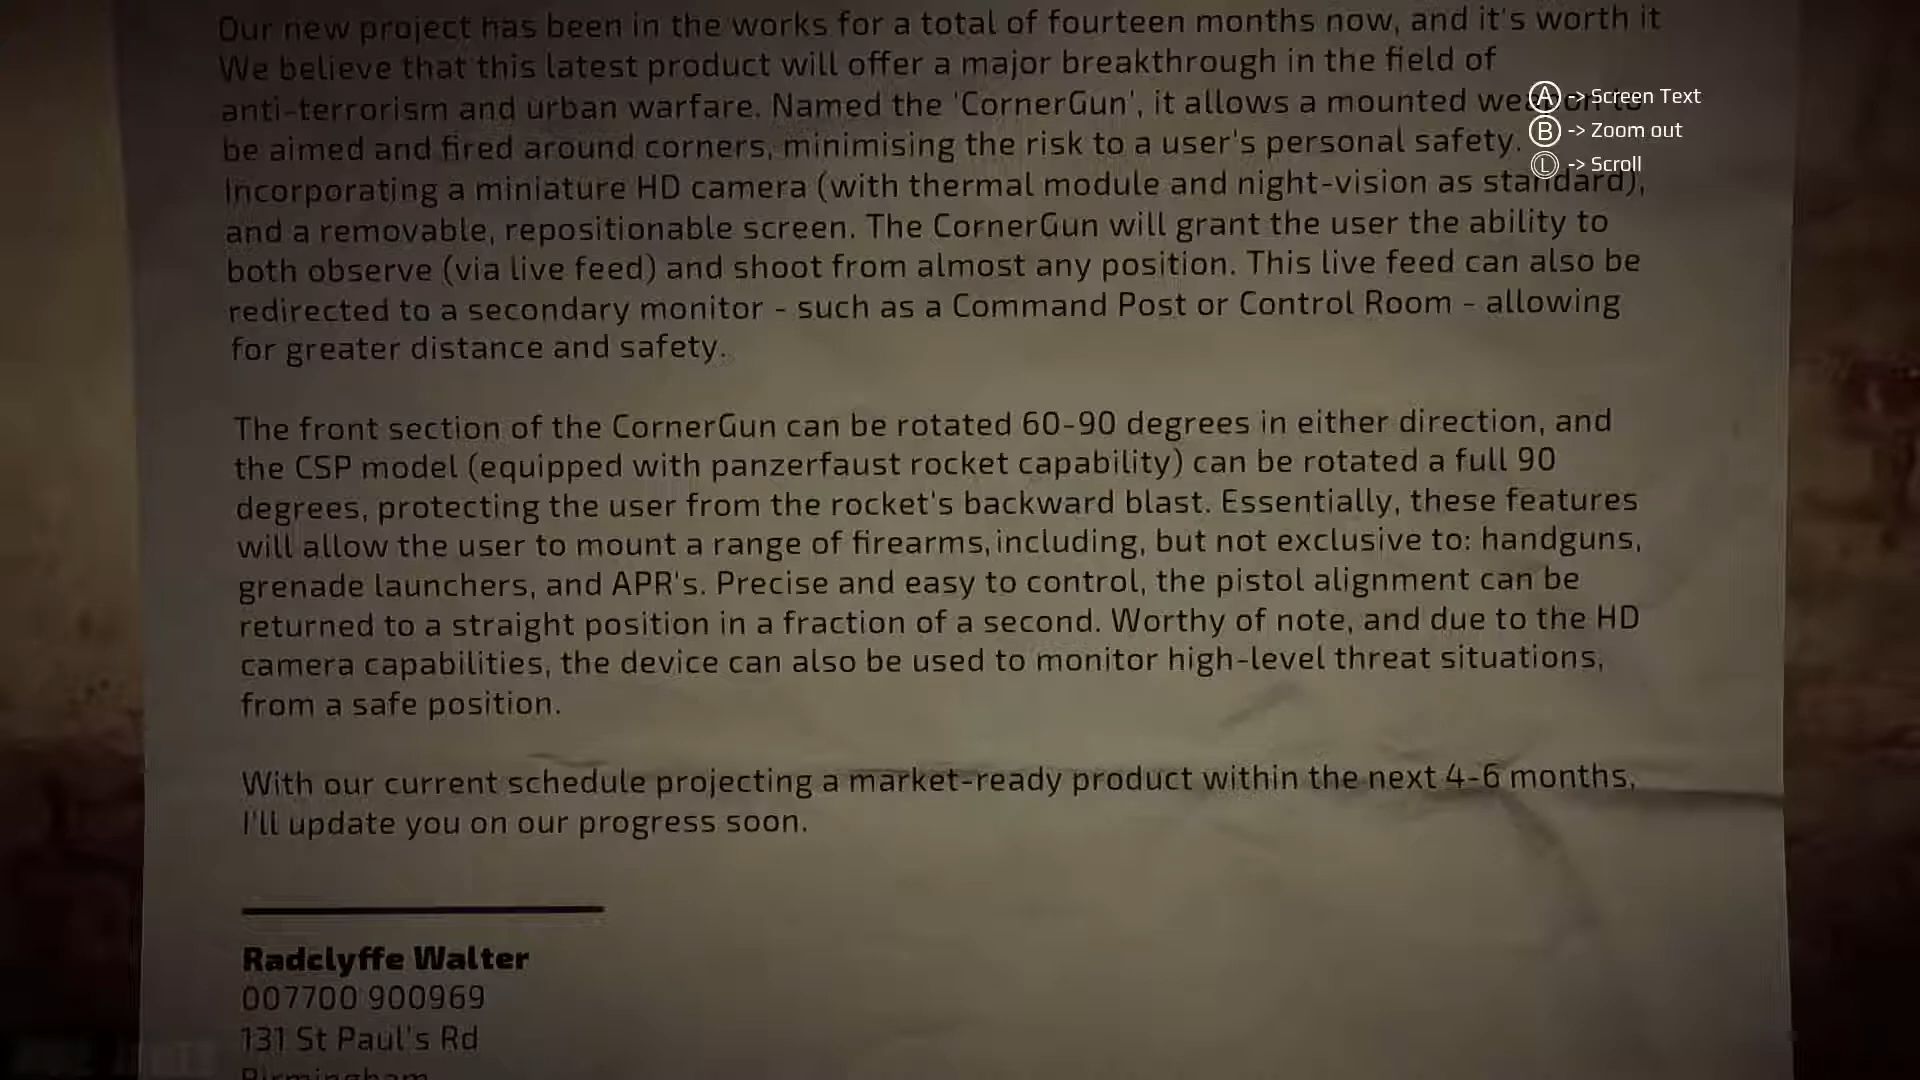 Our new project has been in the works for a total of fourteen months now, and it's worth it
We believe that this latest product will offer a major breakthrough in the field of
anti-terrorism and urban warfare. Named the 'CornerGun', it allows a mounted weapon to
be aimed and fired around corners, minimising the risk to a user's personal safety.
Incorporating a miniature HD camera (with thermal module and night-vision as standard),
and a removable, repositionable screen. The CornerGun will grant the user the ability to
both observe (via live feed) and shoot from almost any position. This live feed can also be
redirected to a secondary monitor - such as a Command Post or Control Room - allowing
for greater distance and safety.
The front section of the CornerGun can be rotated 60-90 degrees in either direction, and
the CSP model (equipped with panzerfaust rocket capability) can be rotated a full 90
degrees, protecting the user from the rocket's backward blast. Essentially, these features
will allow the user to mount a range of firearms, including, but not exclusive to: handguns,
grenade launchers, and APR's. Precise and easy to control, the pistol alignment can be
returned to a straight position in a fraction of a second. Worthy of note, and due to the HD
camera capabilities, the device can also be used to monitor high-level threat situations,
from a safe position.
With our current schedule projecting a market-ready product within the next 4-6 months,
I'll update you on our progress soon.
Radclyffe Walter
007700 900969
131 St Paul's Rd
Birmingham
A -> Screen Text
B -> Zoom out
L -> Scroll